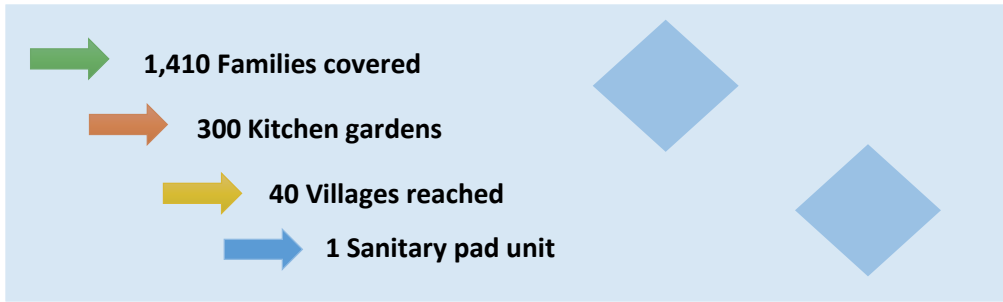 1,410 Families covered
300 Kitchen gardens
40 Villages reached
1 Sanitary pad unit